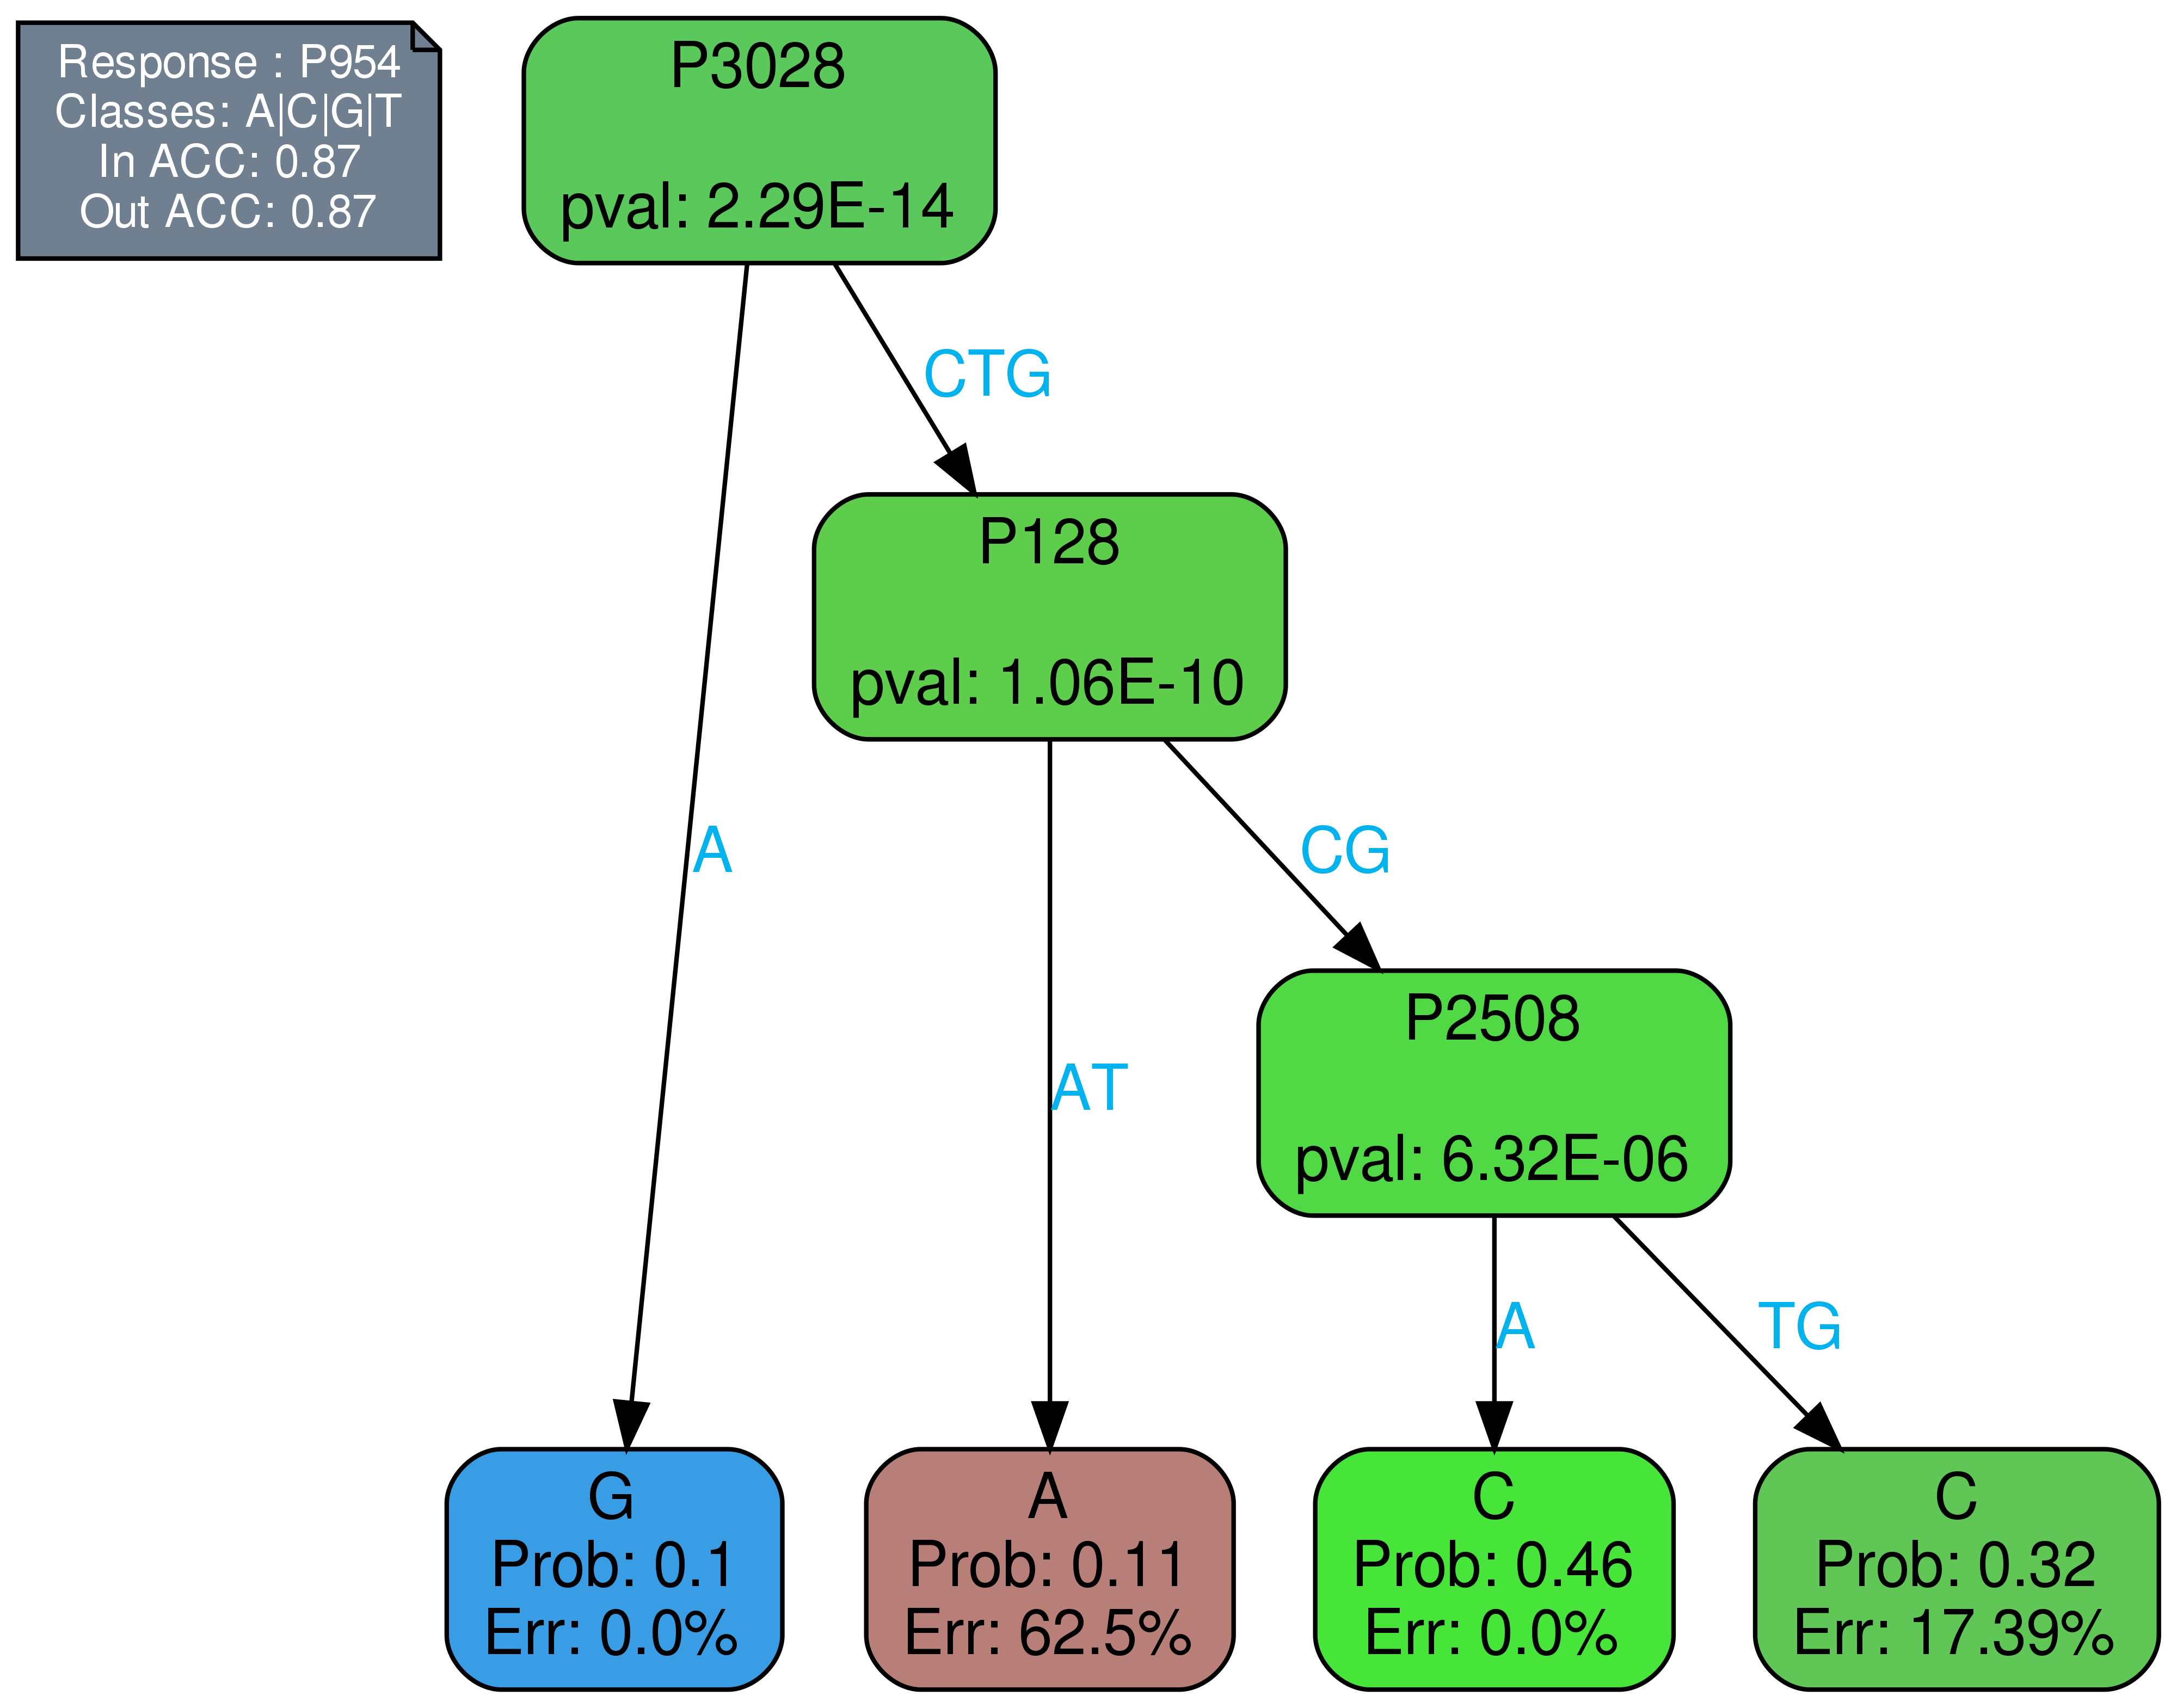 Response : P954
Classes: A|C|G|T
In ACC: 0.87
Out ACC: 0.87
P3028
pval: 2.29E-14
CTG
P128
pval: 1.06E-10
A
CG
P2508
pval: 6.32E-06
AT
A
TG
G
Prob: 0.1
Err: 0.0%
A
Prob: 0.11
Err: 62.5%
C
Prob: 0.46
Err: 0.0%
C
Prob: 0.32
Err: 17.39%